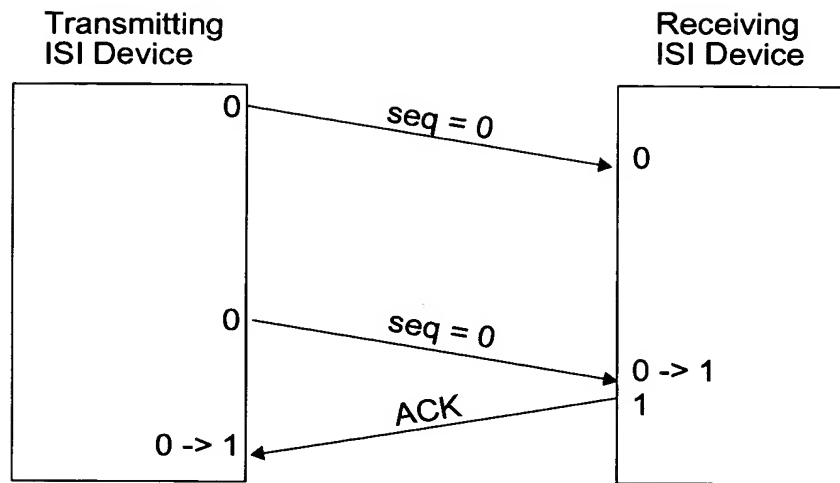 Transmitting
ISI Device
Receiving
ISI Device
0
seq = 0
0
0
seq = 0
0 -> 1
1
ACK
0 -> 1